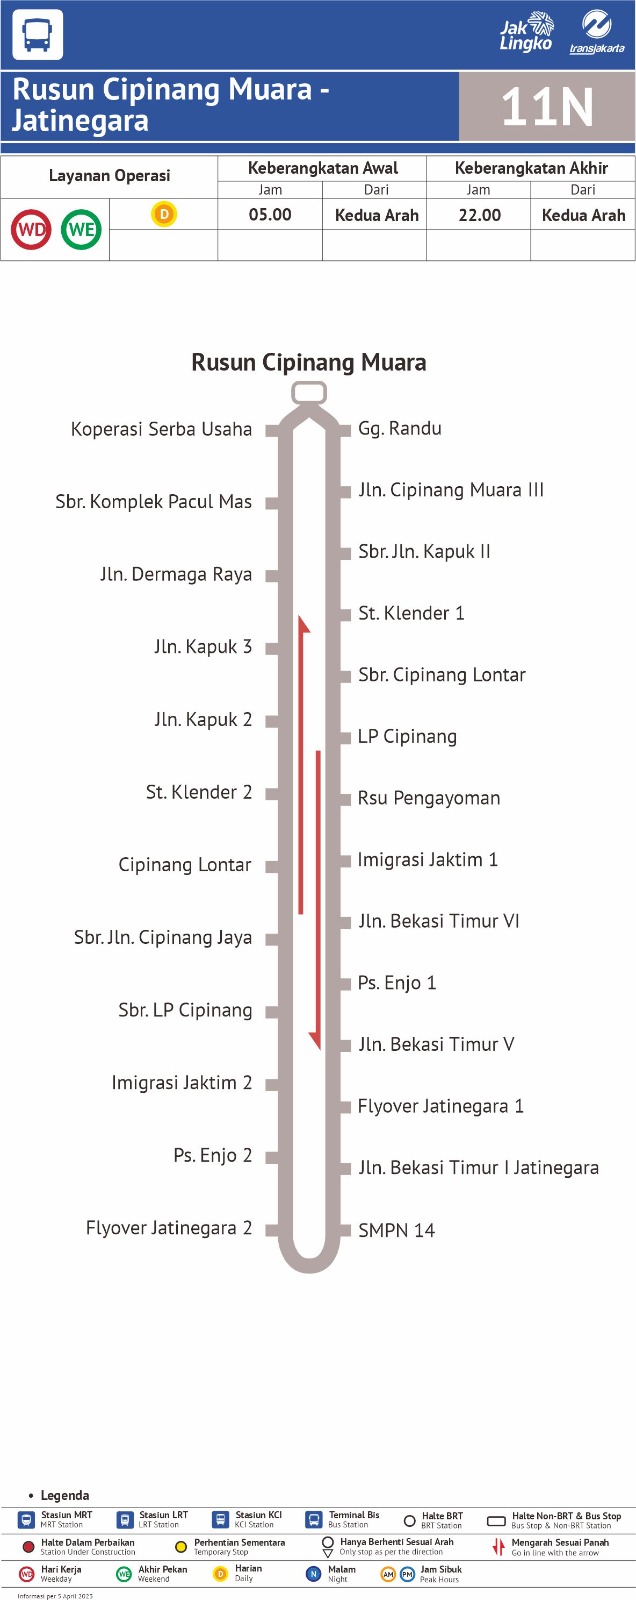 Jak
Lingko
transjakarta
Rusun Cipinang Muara -
Jatinegara
11N
Layanan Operasi
Keberangkatan Awal
Keberangkatan Akhir
Jam
Dari
Jam
Dari
WD
WE
D
05.00
Kedua Arah
22.00
Kedua Arah
Rusun Cipinang Muara
Koperasi Serba Usaha
Sbr. Komplek Pacul Mas
Jln. Dermaga Raya
Jln. Kapuk 3
Jln. Kapuk 2
St. Klender 2
Cipinang Lontar
Sbr. Jln. Cipinang Jaya
Sbr. LP Cipinang
Imigrasi Jaktim 2
Ps. Enjo 2
Flyover Jatinegara 2
Gg. Randu
Jln. Cipinang Muara III
Sbr. Jln. Kapuk II
St. Klender 1
Sbr. Cipinang Lontar
LP Cipinang
Rsu Pengayoman
Imigrasi Jaktim 1
Jln. Bekasi Timur VI
Ps. Enjo 1
Jln. Bekasi Timur V
Flyover Jatinegara 1
Jln. Bekasi Timur I Jatinegara
SMPN 14
• Legenda
Stasiun MRT
MRT Station
Stasiun LRT
LRT Station
Stasiun KCI
KCI Station
Terminal Bis
Bus Station
Halte BRT
BRT Station
Halte Non-BRT & Bus Stop
Bus Stop & Non-BRT Station
Halte Dalam Perbaikan
Station Under Construction
Perhentian Sementara
Temporary Stop
Hanya Berhenti Sesuai Arah
Only stop as per the direction
Mengarah Sesuai Panah
Go in line with the arrow
WD
Hari Kerja
Weekday
WE
Akhir Pekan
Weekend
D
Harian
Daily
N
Malam
Night
AM
PM
Jam Sibuk
Peak Hours
Informasi per 5 April 2023